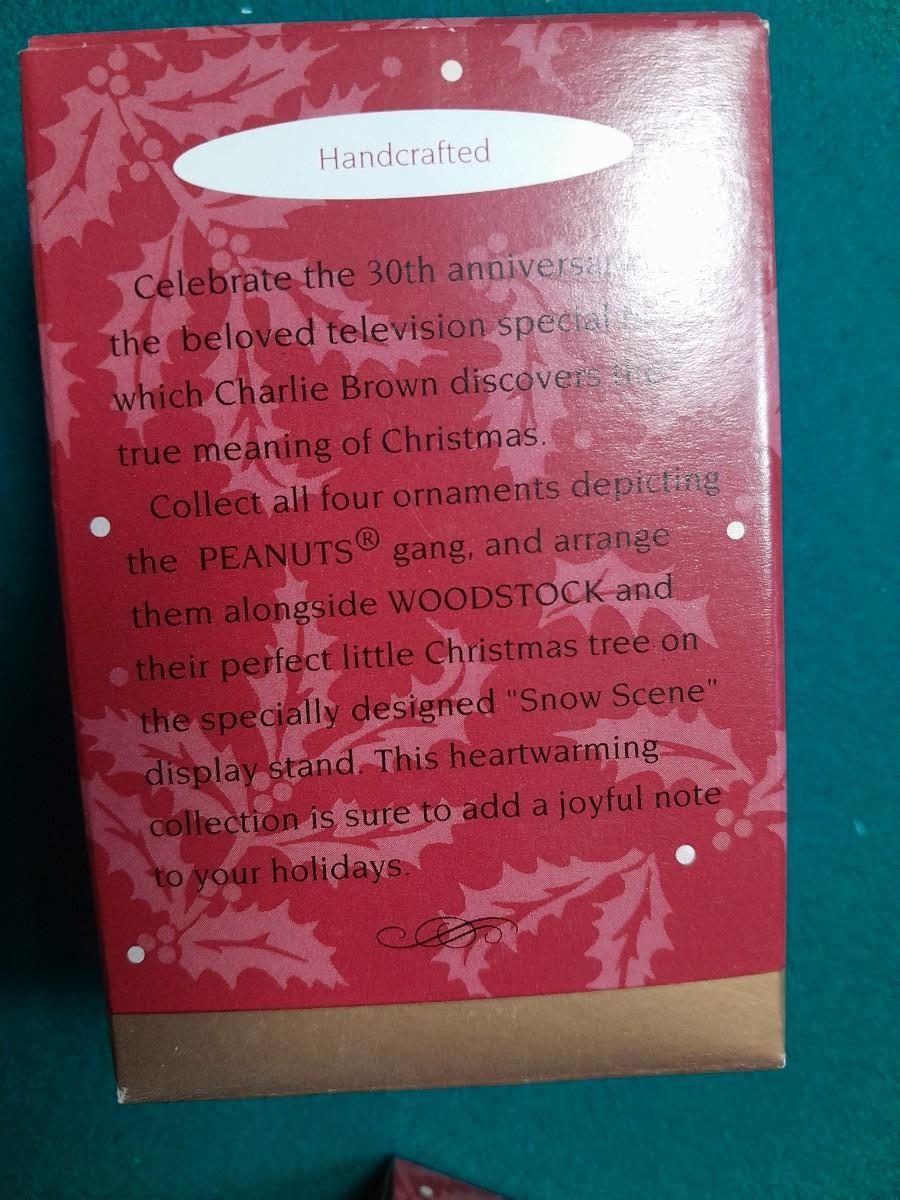 Handcrafted
Celebrate the 30th anniversary
the beloved television special
which Charlie Brown discovers the
true meaning of Christmas.
Collect all four ornaments depicting
the PEANUTS® gang, and arrange
them alongside WOODSTOCK and
their perfect little Christmas tree on
the specially designed "Snow Scene"
display stand. This heartwarming
collection is sure to add a joyful note
to your holidays.